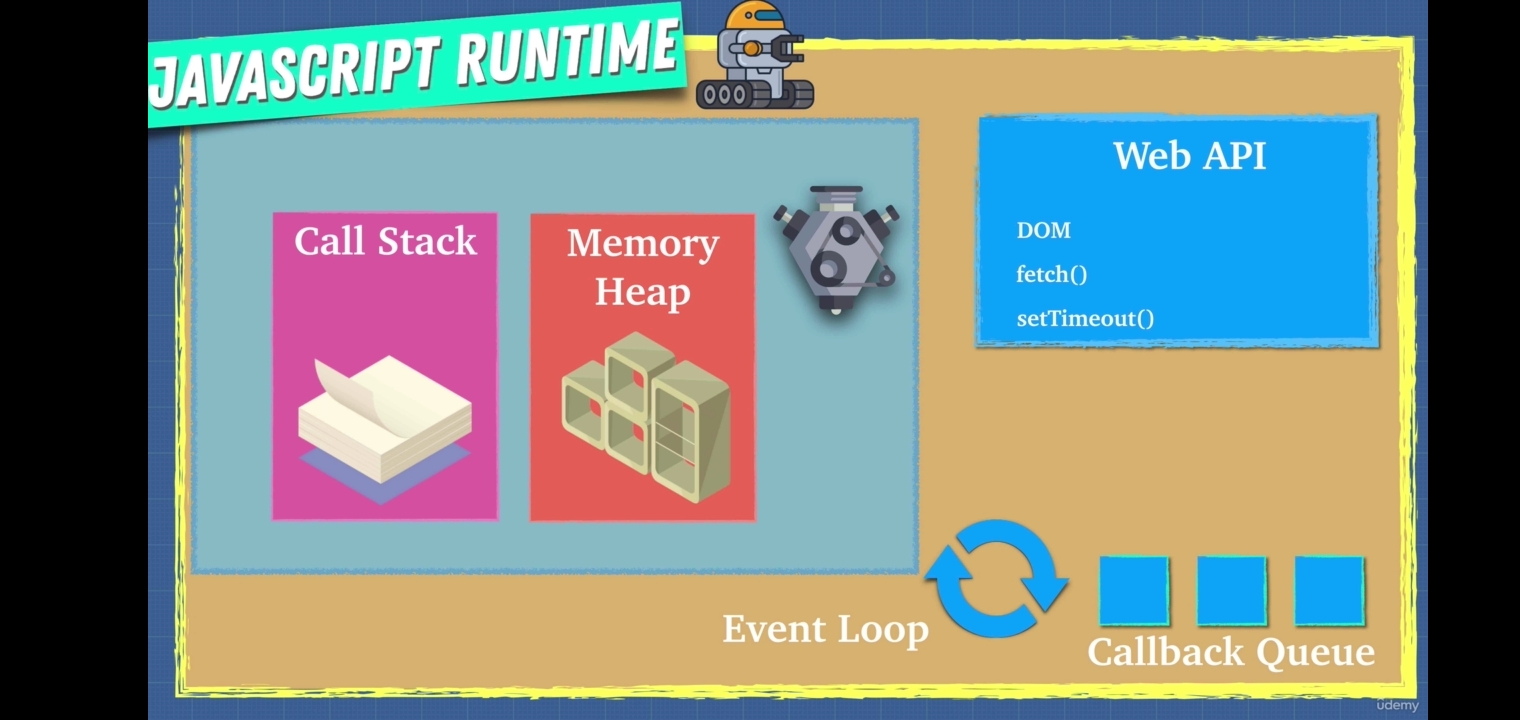 JAVASCRIPT RUNTIME
Call Stack
Memory
Heap
Web API
DOM
fetch()
setTimeout()
Event Loop
Callback Queue
udemy